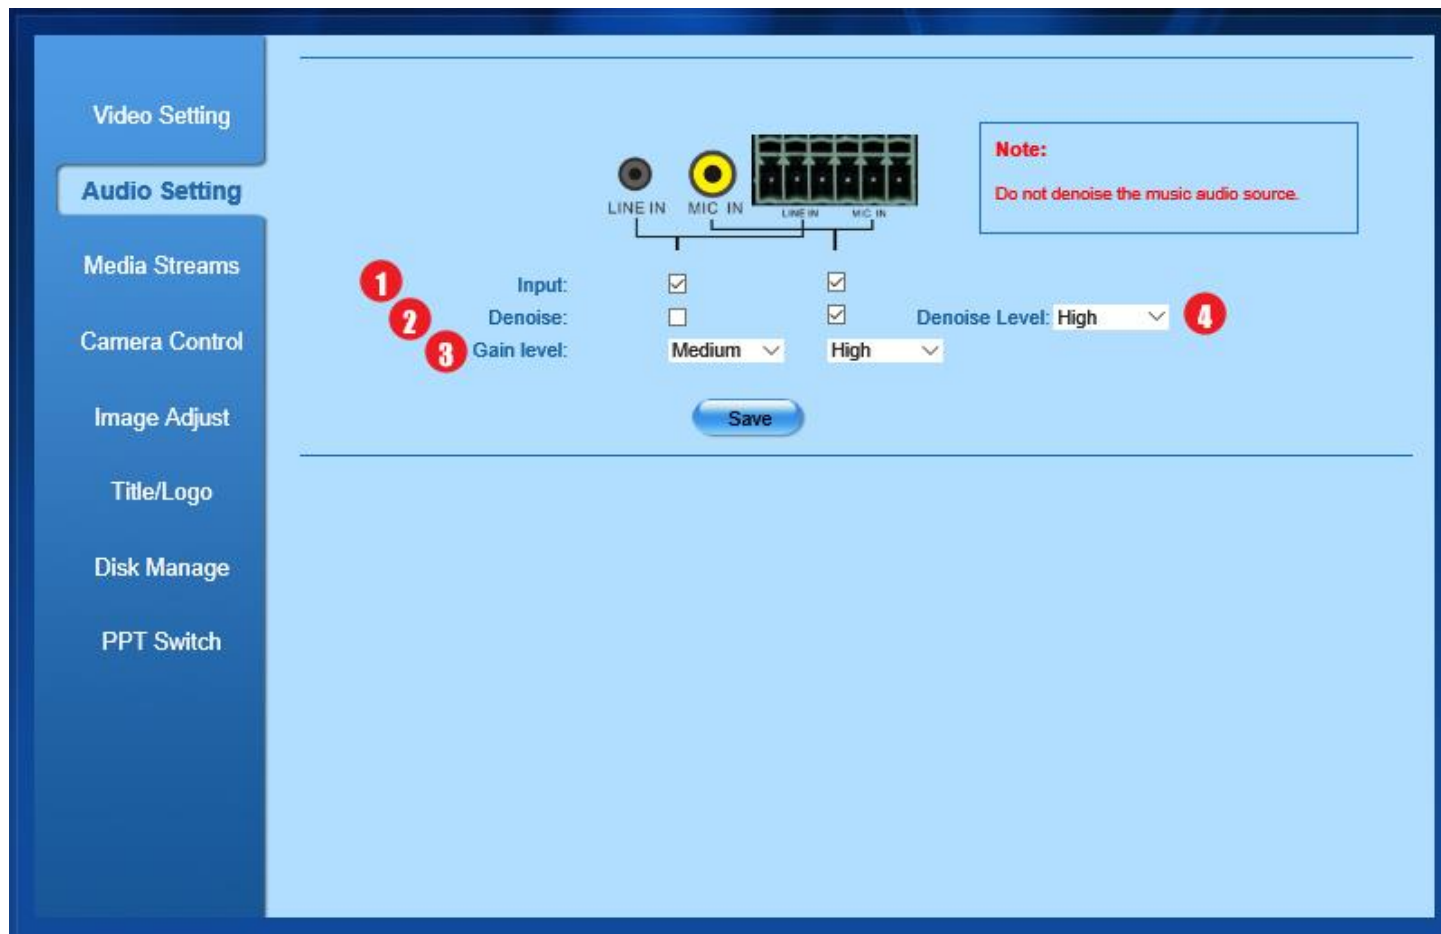 Video Setting
Audio Setting
Media Streams
Camera Control
Image Adjust
Title/Logo
Disk Manage
PPT Switch
LINE IN MIC IN LINE IN MIC IN
Note:
Do not denoise the music audio source.
1 Input:
2 Denoise: Denoise Level: High 4
3 Gain level: Medium High
Save